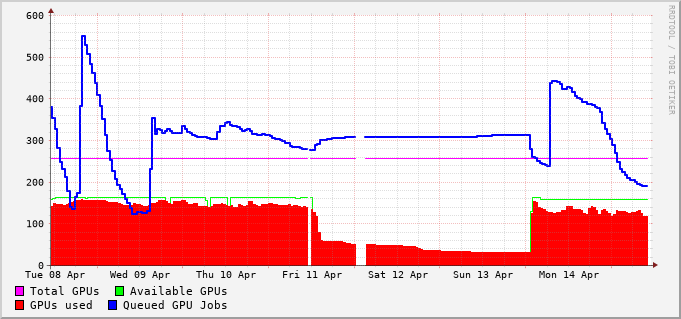 600
500
400
300
200
100
0
Tue 08 Apr Wed 09 Apr Thu 10 Apr Fri 11 Apr Sat 12 Apr Sun 13 Apr Mon 14 Apr
Total GPUs Available GPUs
GPUs used Queued GPU Jobs
RRDTOOL / TOBI OETIKER